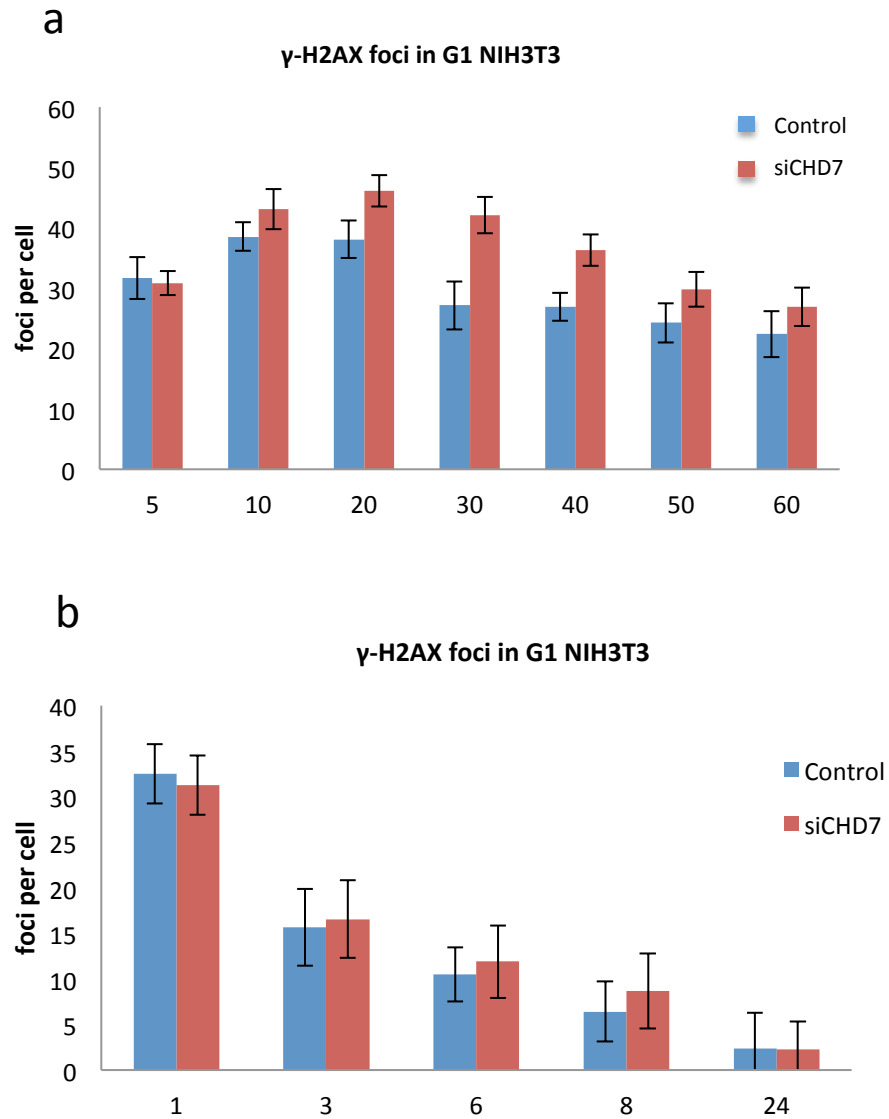 a
γ-H2AX foci in G1 NIH3T3
60
50
40
30
20
10
0
foci per cell
Control
siCHD7
5 10 20 30 40 50 60
b
γ-H2AX foci in G1 NIH3T3
40
35
30
25
20
15
10
5
0
foci per cell
Control
siCHD7
1 3 6 8 24